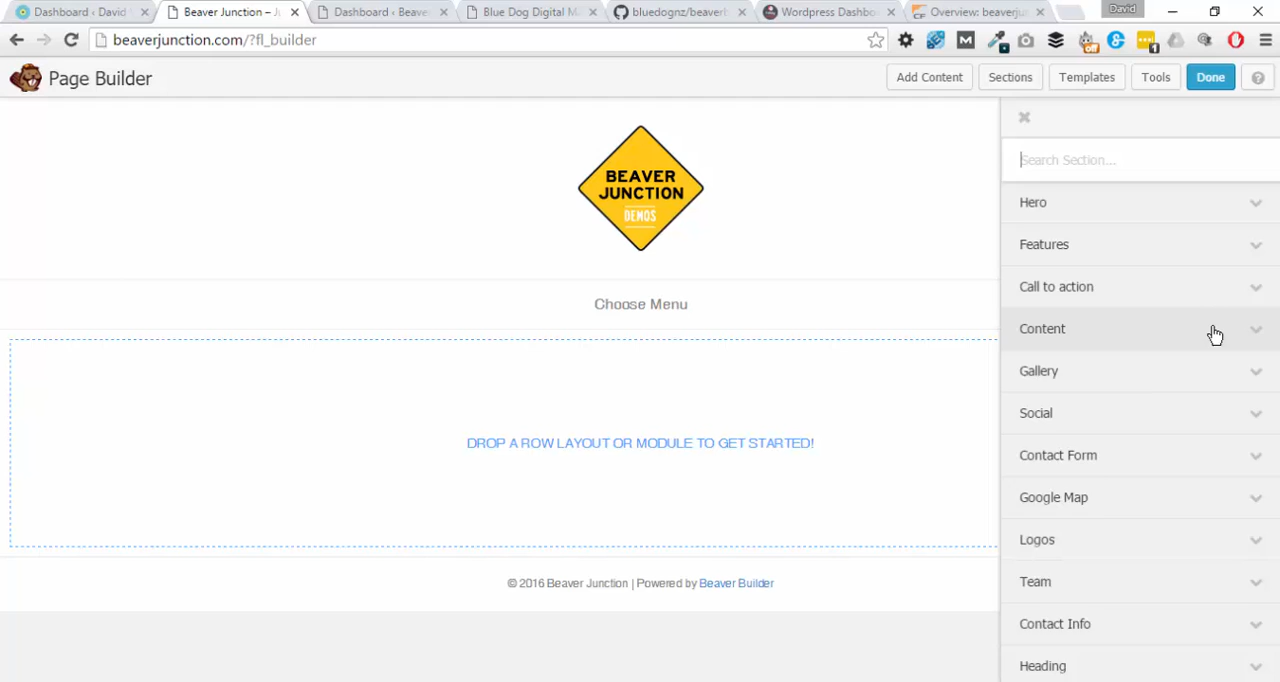 Dashboard ‹ David
Beaver Junction –
Dashboard ‹ Beave
Blue Dog Digital Ma
bluedognz/beaverb
Wordpress Dashbo
Overview: beaverju
David
beaverjunction.com/?fl_builder
Page Builder
Add Content
Sections
Templates
Tools
Done
BEAVER
JUNCTION
DEMOS
Choose Menu
DROP A ROW LAYOUT OR MODULE TO GET STARTED!
© 2016 Beaver Junction | Powered by Beaver Builder
Search Section...
Hero
Features
Call to action
Content
Gallery
Social
Contact Form
Google Map
Logos
Team
Contact Info
Heading